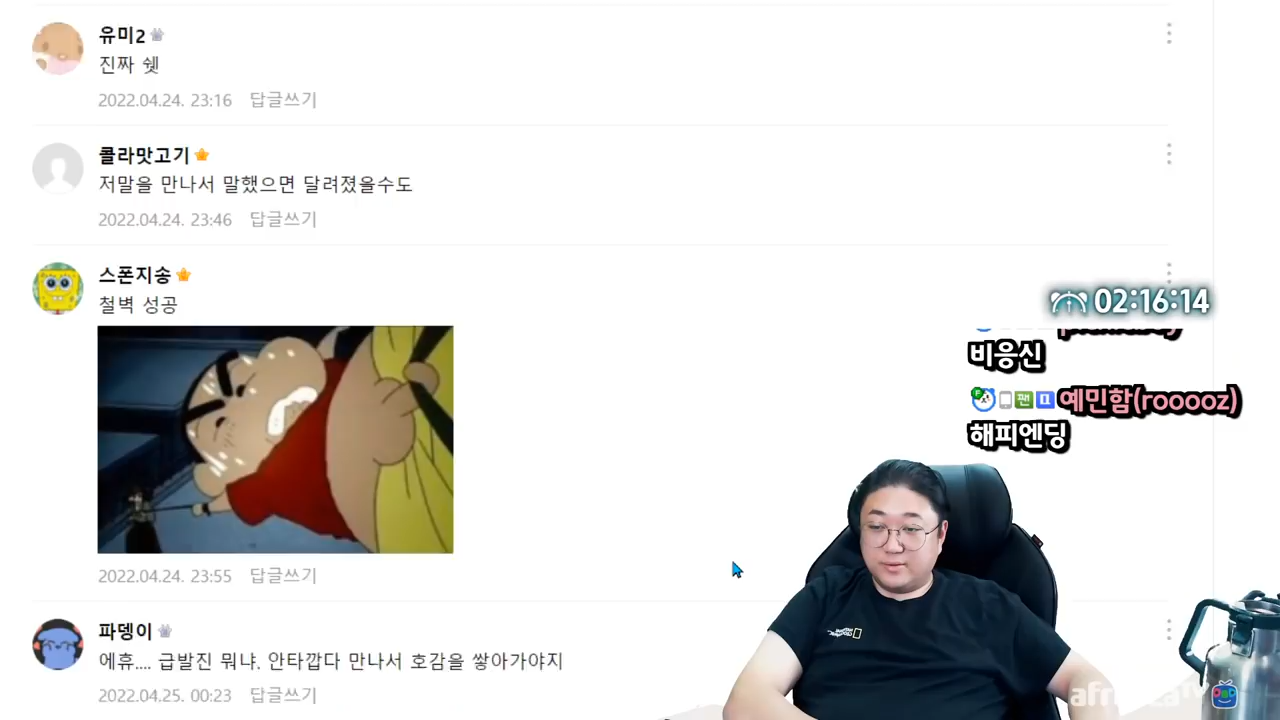 유미2
진짜 쉣
2022.04.24. 23:16 답글쓰기
콜라맛고기
저말을 만나서 말했으면 달려졌을수도
2022.04.24. 23:46 답글쓰기
스폰지송
철벽 성공
2022.04.24. 23:55 답글쓰기
파뎅이
에휴.... 급발진 뭐냐. 안타깝다 만나서 호감을 쌓아가야지
2022.04.25. 00:23 답글쓰기
02:16:14
비응신
팬 예민함(rooooz)
해피엔딩